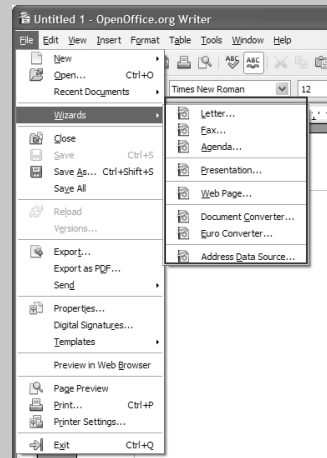 Untitled 1 - OpenOffice.org Writer
File Edit View Insert Format Table Tools Window Help
New
Open... Ctrl+O
Recent Documents
Times New Roman 12
Wizards
Letter...
Fax...
Agenda...
Presentation...
Web Page...
Document Converter...
Euro Converter...
Address Data Source...
Close
Save Ctrl+S
Save As... Ctrl+Shift+S
Save All
Reload
Versions...
Export...
Export as PDF...
Send
Properties...
Digital Signatures...
Templates
Preview in Web Browser
Page Preview
Print... Ctrl+P
Printer Settings...
Exit Ctrl+Q